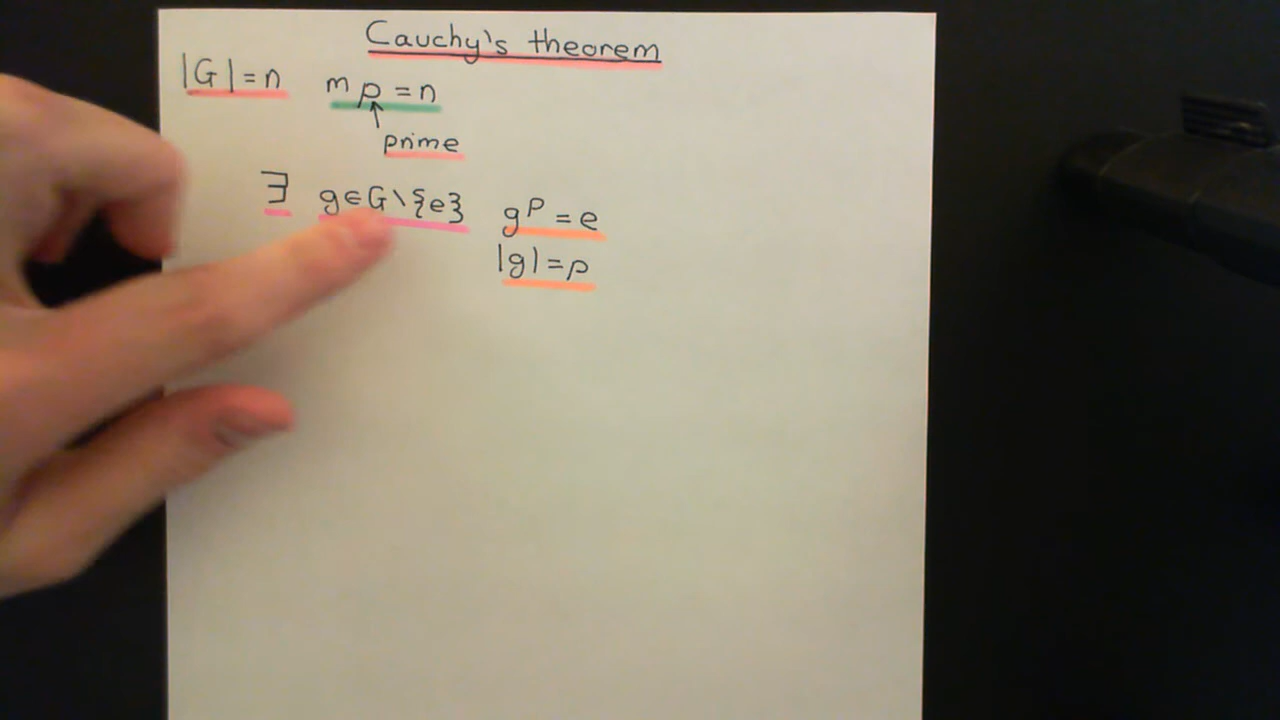 Cauchy's theorem
|G| = n mp = n
prime
∃ g∈G\{e} g^p = e
|g| = p